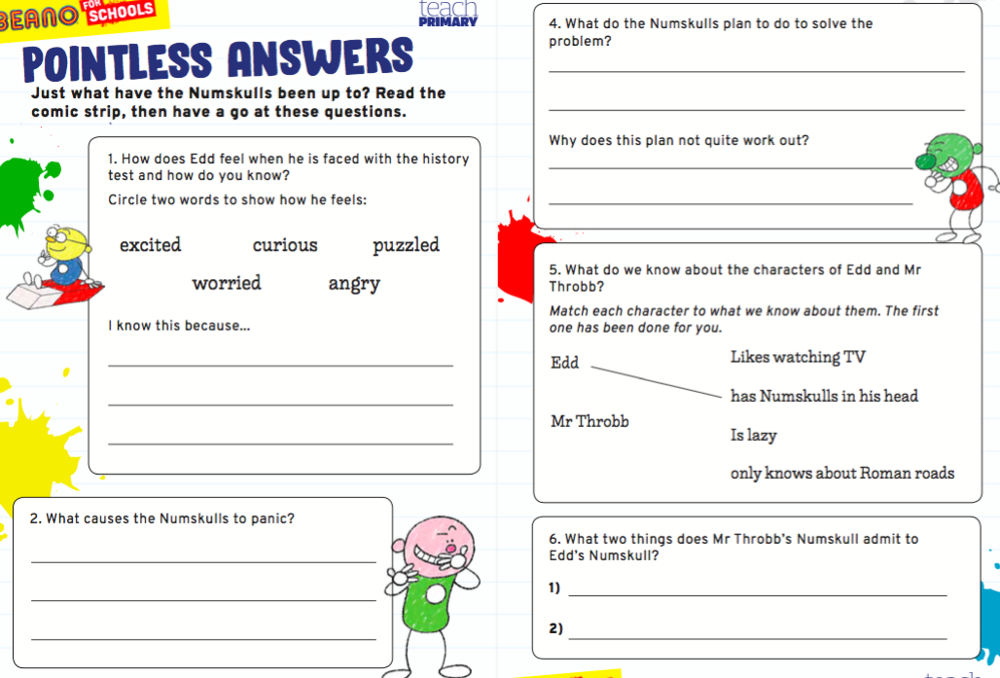 BEANO FOR SCHOOLS
teach
PRIMARY
POINTLESS ANSWERS
Just what have the Numskulls been up to? Read the
comic strip, then have a go at these questions.
1. How does Edd feel when he is faced with the history
test and how do you know?
Circle two words to show how he feels:
excited curious puzzled
worried angry
I know this because...
2. What causes the Numskulls to panic?
4. What do the Numskulls plan to do to solve the
problem?
Why does this plan not quite work out?
5. What do we know about the characters of Edd and Mr
Throbb?
Match each character to what we know about them. The first
one has been done for you.
Edd
Likes watching TV
has Numskulls in his head
Mr Throbb
Is lazy
only knows about Roman roads
6. What two things does Mr Throbb's Numskull admit to
Edd's Numskull?
1)
2)